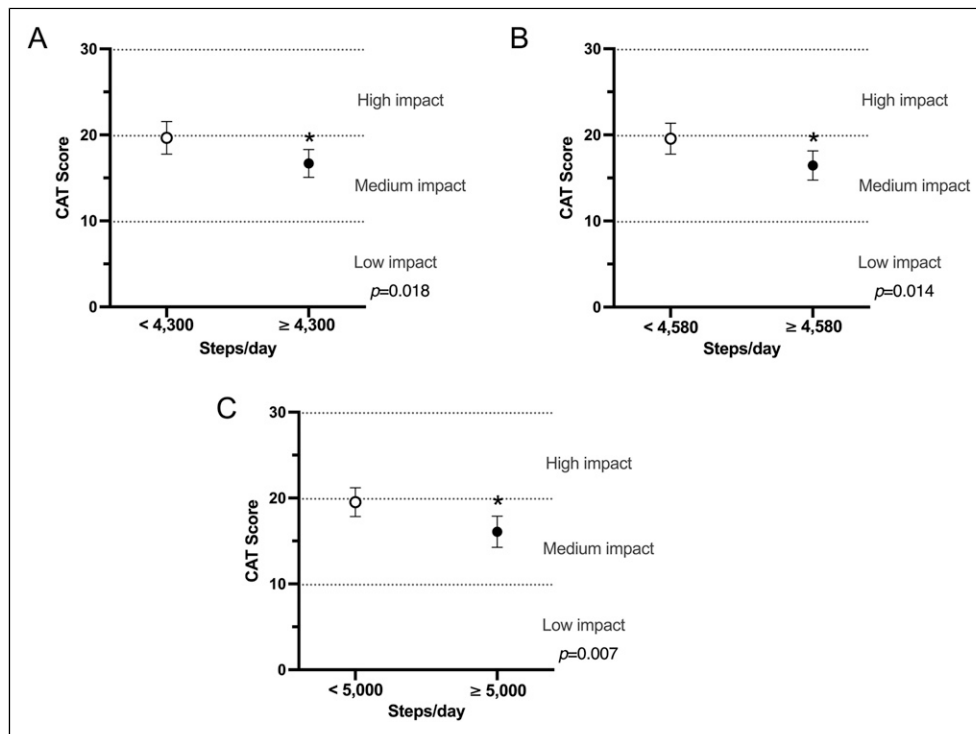 A
30
20
10
0
CAT Score
High impact
*
Medium impact
Low impact
p=0.018
< 4,300
≥ 4,300
Steps/day
B
30
20
10
0
CAT Score
High impact
*
Medium impact
Low impact
p=0.014
< 4,580
≥ 4,580
Steps/day
C
30
20
10
0
CAT Score
High impact
*
Medium impact
Low impact
p=0.007
< 5,000
≥ 5,000
Steps/day